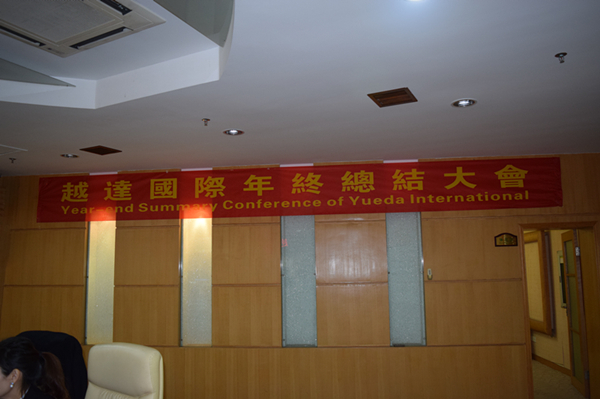 越達國際年終總結大會
Year end Summary Conference of Yueda International